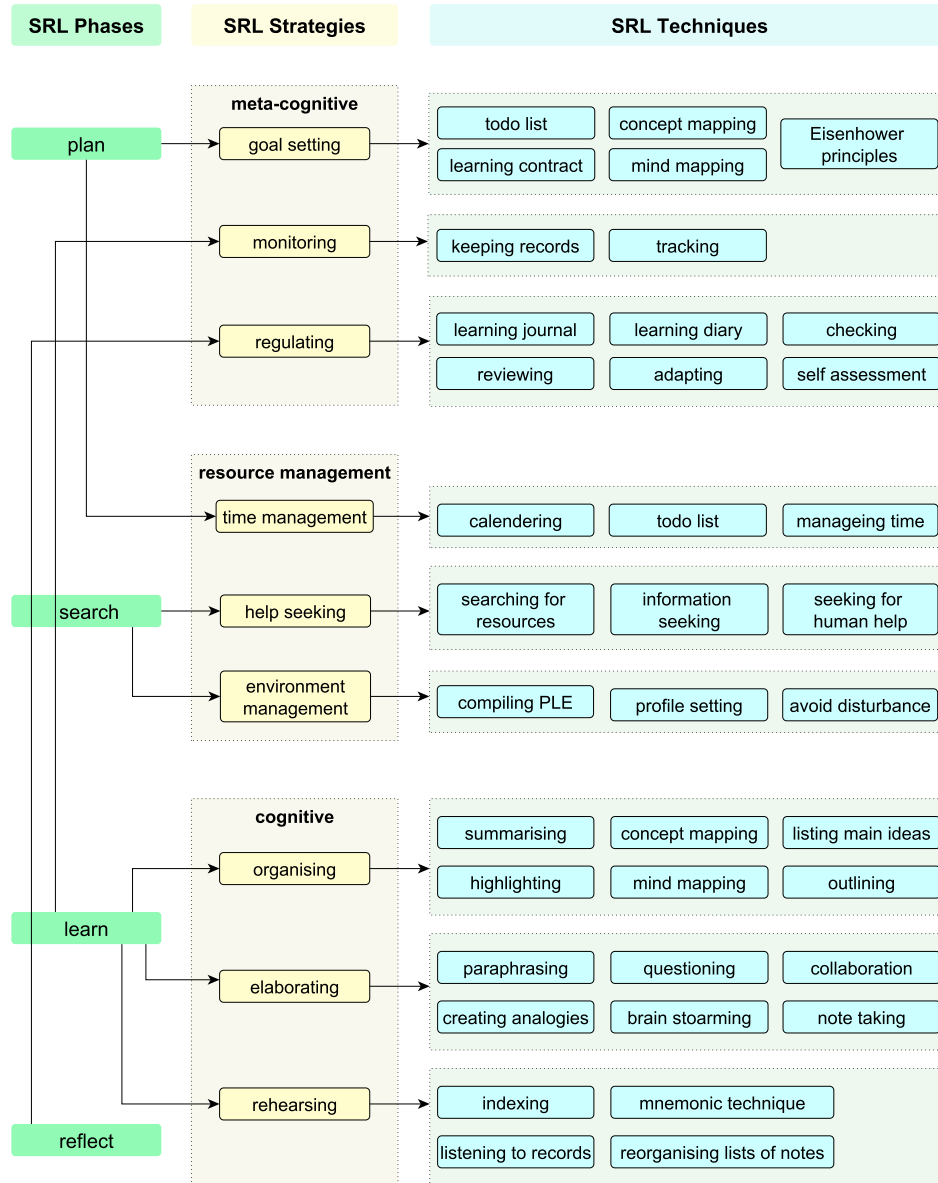 SRL Phases
SRL Strategies
SRL Techniques
meta-cognitive
plan
goal setting
todo list
concept mapping
Eisenhower
principles
learning contract
mind mapping
monitoring
keeping records
tracking
regulating
learning journal
learning diary
checking
reviewing
adapting
self assessment
resource management
time management
calendering
todo list
manageing time
search
help seeking
searching for
resources
information
seeking
seeking for
human help
environment
management
compiling PLE
profile setting
avoid disturbance
cognitive
organising
summarising
concept mapping
listing main ideas
highlighting
mind mapping
outlining
learn
elaborating
paraphrasing
questioning
collaboration
creating analogies
brain stoarming
note taking
rehearsing
indexing
mnemonic technique
reflect
listening to records
reorganising lists of notes